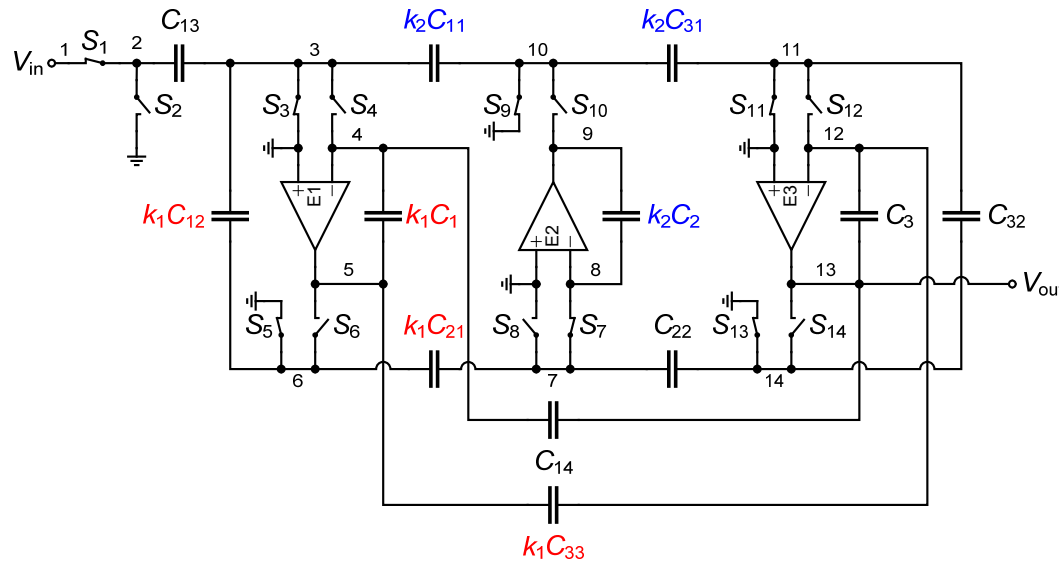 C13 k2C11 k2C31
1 S1 2 3 10 11
Vin
S2 S3 S4 S9 S10 S11 S12
4 9 12
+ − E1 + − E3
k1C12 k1C1 k2C2 C3 C32
+ − E2
5 8 13
Vout
S5 S6 k1C21 S8 S7 C22 S13 S14
6 7 14
C14
k1C33